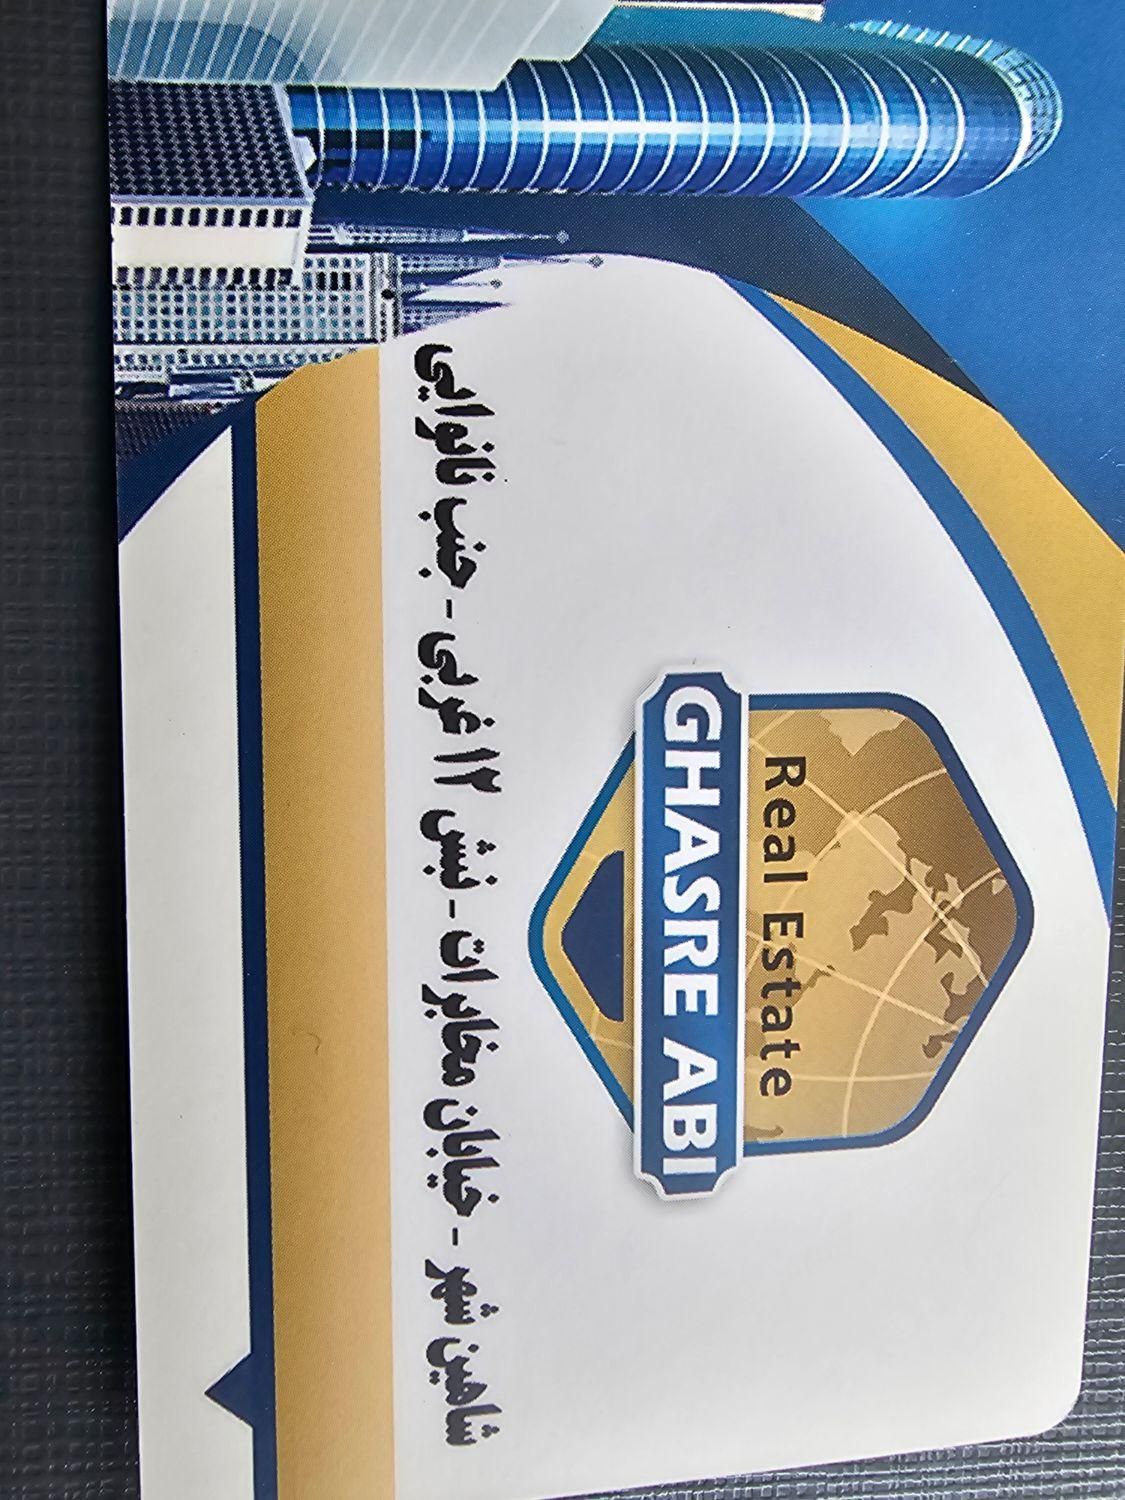 Real Estate
GHASRE ABI
شاهین شهر - خیابان مخابرات - نبش ۱۲ غربی - جنب نانوایی